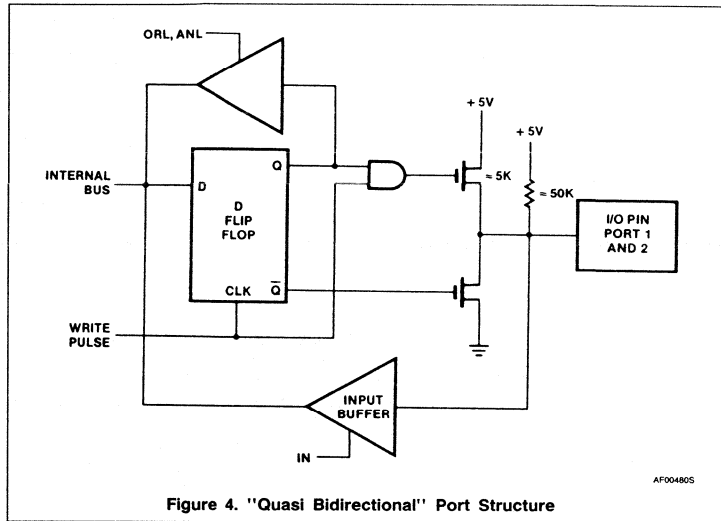 ORL, ANL
+ 5V
+ 5V
INTERNAL
BUS
D
Q
D
FLIP
FLOP
≈ 5K
≈ 50K
I/O PIN
PORT 1
AND 2
CLK
Q̅
WRITE
PULSE
INPUT
BUFFER
IN
AF00480S
Figure 4. "Quasi Bidirectional" Port Structure